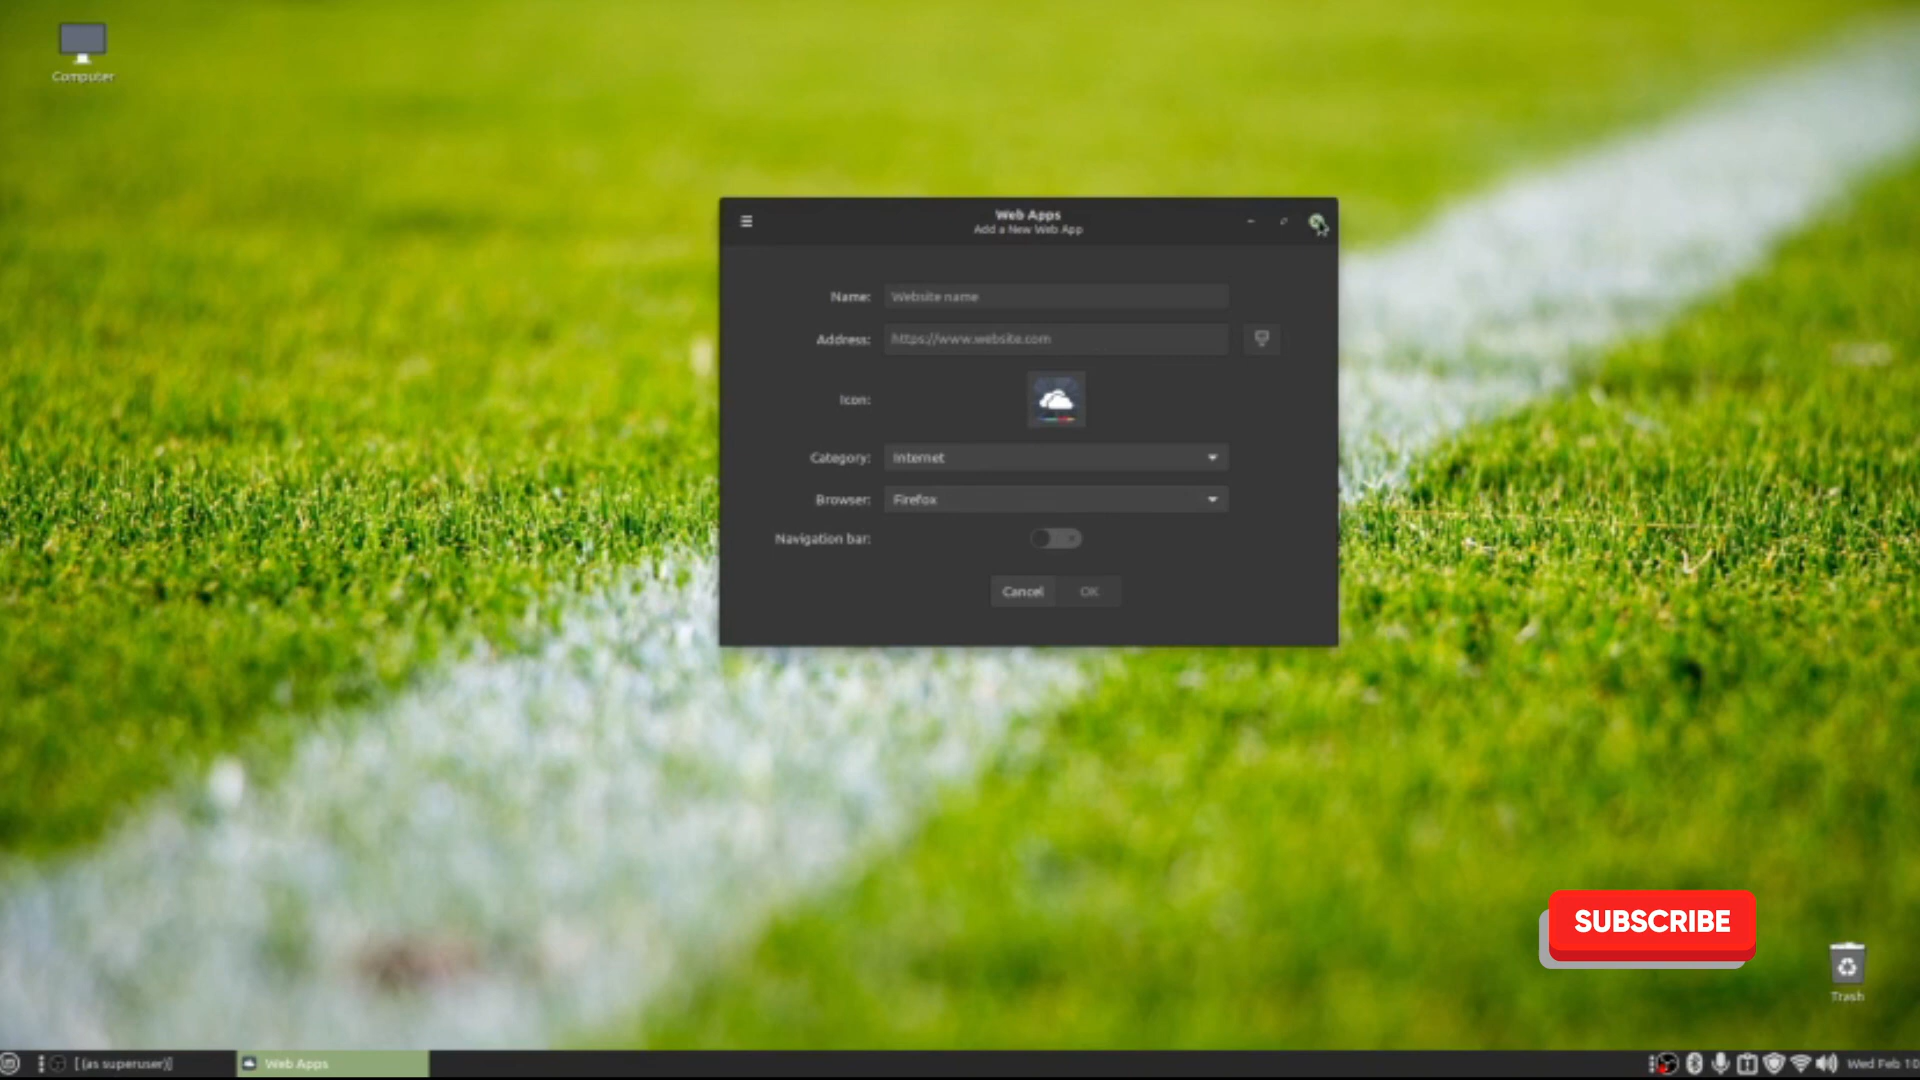 Computer
Web Apps
Add a New Web App
Name: Website name
Address: https://www.website.com
Icon:
Category: Internet
Browser: Firefox
Navigation bar:
Cancel OK
SUBSCRIBE
Trash
[(as superuser)]
Web Apps
Wed Feb 10